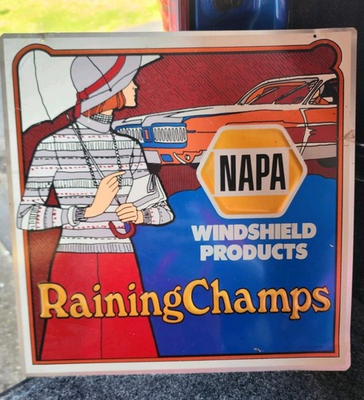 NAPA
WINDSHIELD
PRODUCTS
RainingChamps